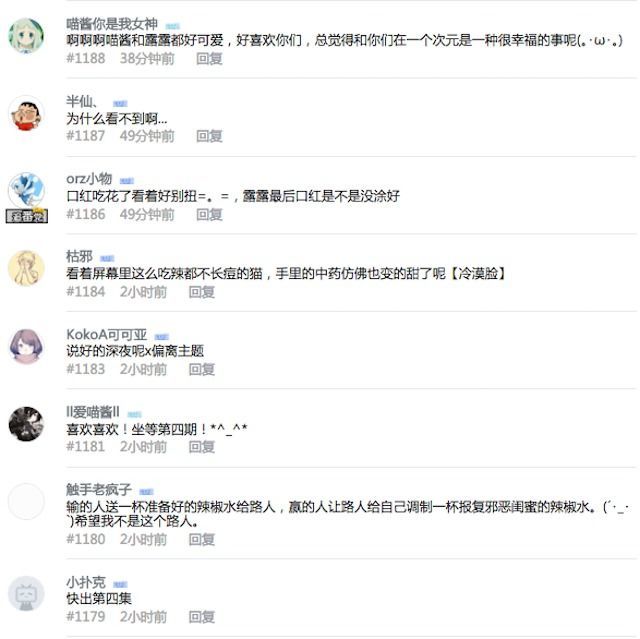 喵酱你是我女神
啊啊啊喵酱和露露都好可爱，好喜欢你们，总觉得和你们在一个次元是一种很幸福的事呢(｡･ω･｡)
#1188 38分钟前 回复
半仙、
为什么看不到啊...
#1187 49分钟前 回复
orz小物
口红吃花了看着好别扭=。=，露露最后口红是不是没涂好
#1186 49分钟前 回复
枯邪
看着屏幕里这么吃辣都不长痘的猫，手里的中药仿佛也变的甜了呢【冷漠脸】
#1184 2小时前 回复
KokoA可可亚
说好的深夜呢x偏离主题
#1183 2小时前 回复
ll爱喵酱ll
喜欢喜欢！坐等第四期！*^_^*
#1181 2小时前 回复
触手老疯子
输的人送一杯准备好的辣椒水给路人，赢的人让路人给自己调制一杯报复邪恶闺蜜的辣椒水。(´･_･
`)希望我不是这个路人。
#1180 2小时前 回复
小扑克
快出第四集
#1179 2小时前 回复